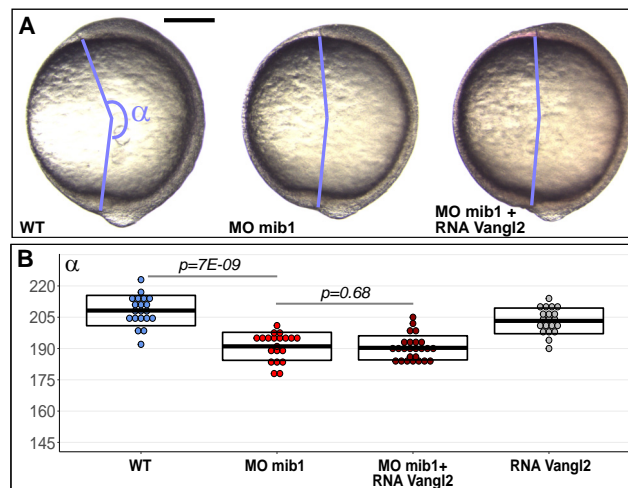 A
α
WT
MO mib1
MO mib1 +
RNA Vangl2
B
α
p=7E-09
p=0.68
220
205
190
175
160
145
WT
MO mib1
MO mib1+
RNA Vangl2
RNA Vangl2